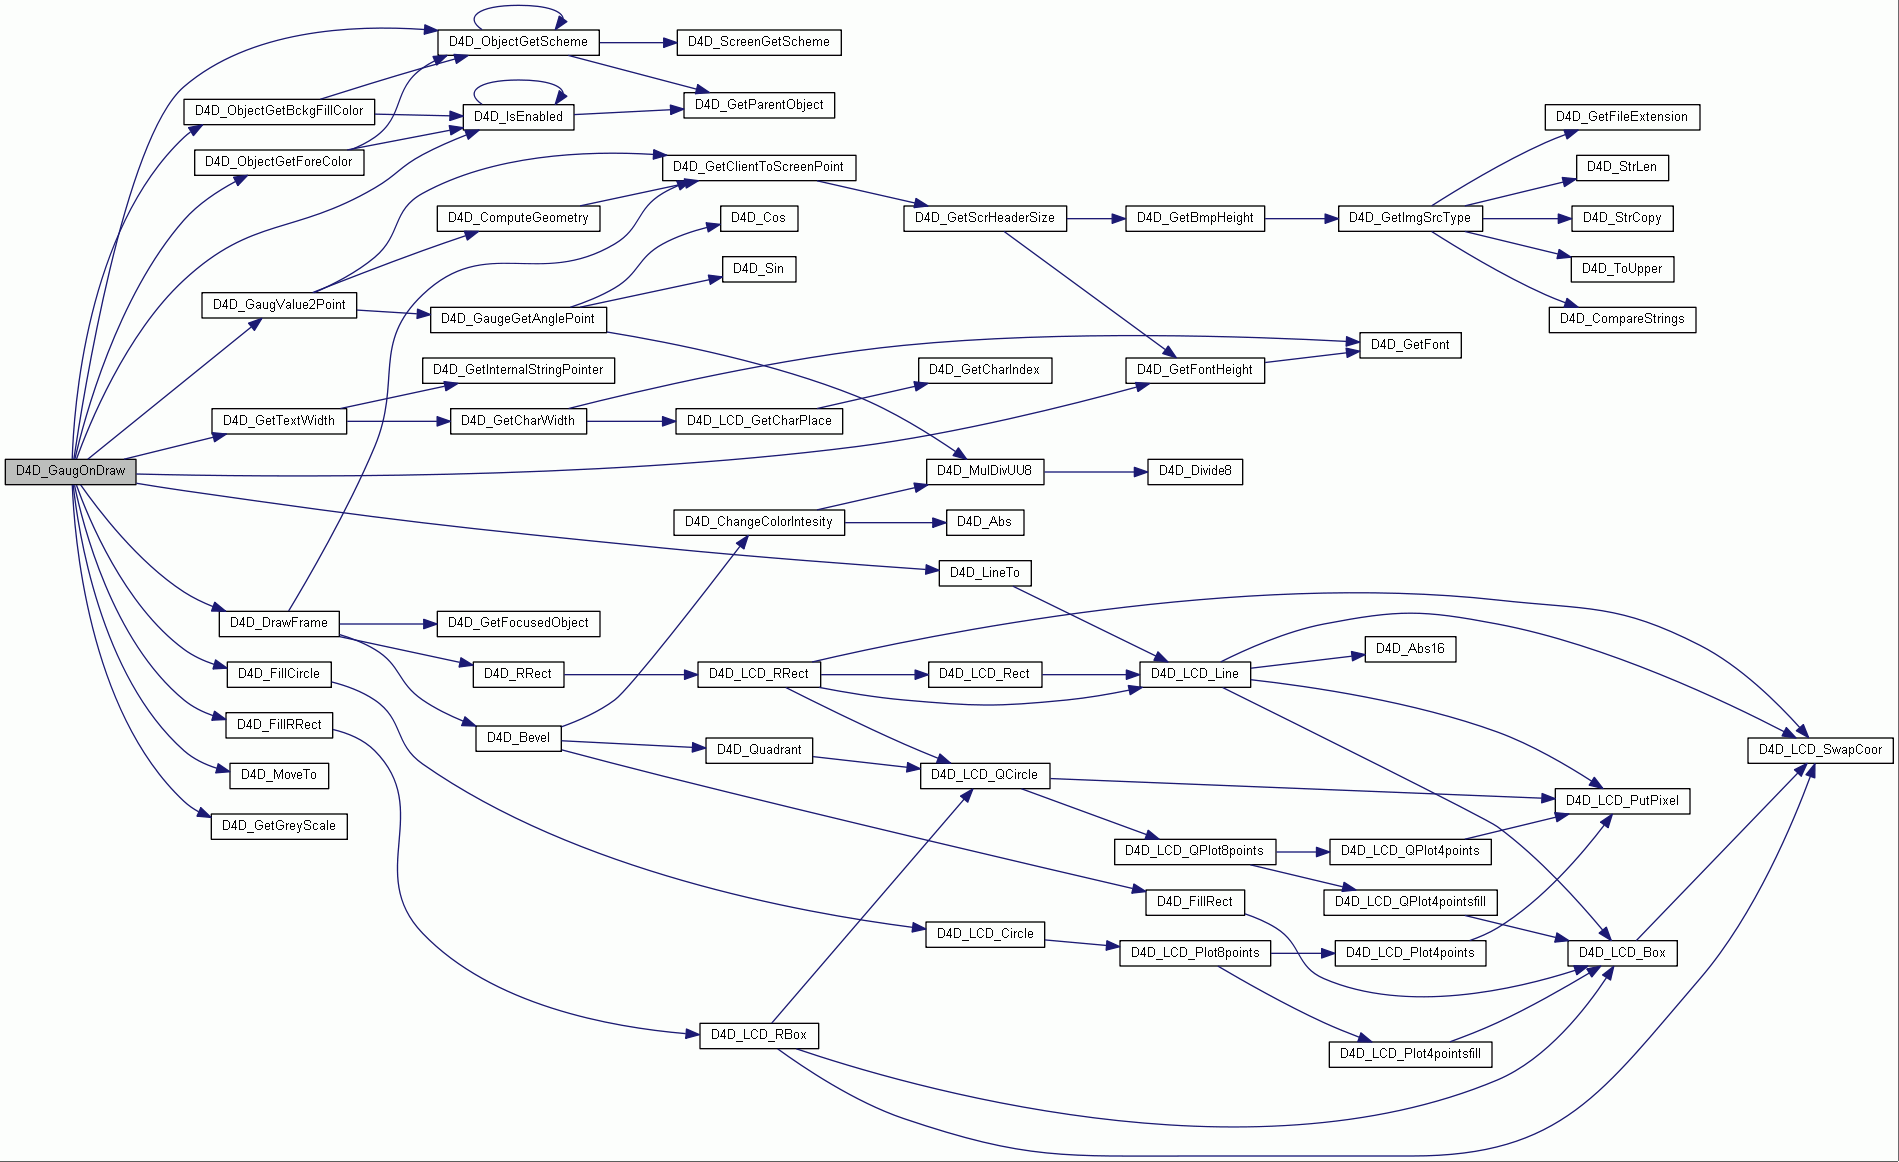 D4D_ObjectGetScheme
D4D_ScreenGetScheme
D4D_ObjectGetBckgFillColor
D4D_IsEnabled
D4D_GetParentObject
D4D_GetFileExtension
D4D_ObjectGetForeColor
D4D_GetClientToScreenPoint
D4D_StrLen
D4D_ComputeGeometry
D4D_Cos
D4D_GetScrHeaderSize
D4D_GetBmpHeight
D4D_GetImgSrcType
D4D_StrCopy
D4D_Sin
D4D_ToUpper
D4D_GaugValue2Point
D4D_GaugeGetAnglePoint
D4D_CompareStrings
D4D_GetFont
D4D_GetInternalStringPointer
D4D_GetCharIndex
D4D_GetFontHeight
D4D_GetTextWidth
D4D_GetCharWidth
D4D_LCD_GetCharPlace
D4D_GaugOnDraw
D4D_MulDivUU8
D4D_Divide8
D4D_ChangeColorIntesity
D4D_Abs
D4D_LineTo
D4D_DrawFrame
D4D_GetFocusedObject
D4D_Abs16
D4D_FillCircle
D4D_RRect
D4D_LCD_RRect
D4D_LCD_Rect
D4D_LCD_Line
D4D_FillRRect
D4D_Bevel
D4D_Quadrant
D4D_LCD_SwapCoor
D4D_MoveTo
D4D_LCD_QCircle
D4D_LCD_PutPixel
D4D_GetGreyScale
D4D_LCD_QPlot8points
D4D_LCD_QPlot4points
D4D_FillRect
D4D_LCD_QPlot4pointsfill
D4D_LCD_Circle
D4D_LCD_Plot8points
D4D_LCD_Plot4points
D4D_LCD_Box
D4D_LCD_RBox
D4D_LCD_Plot4pointsfill